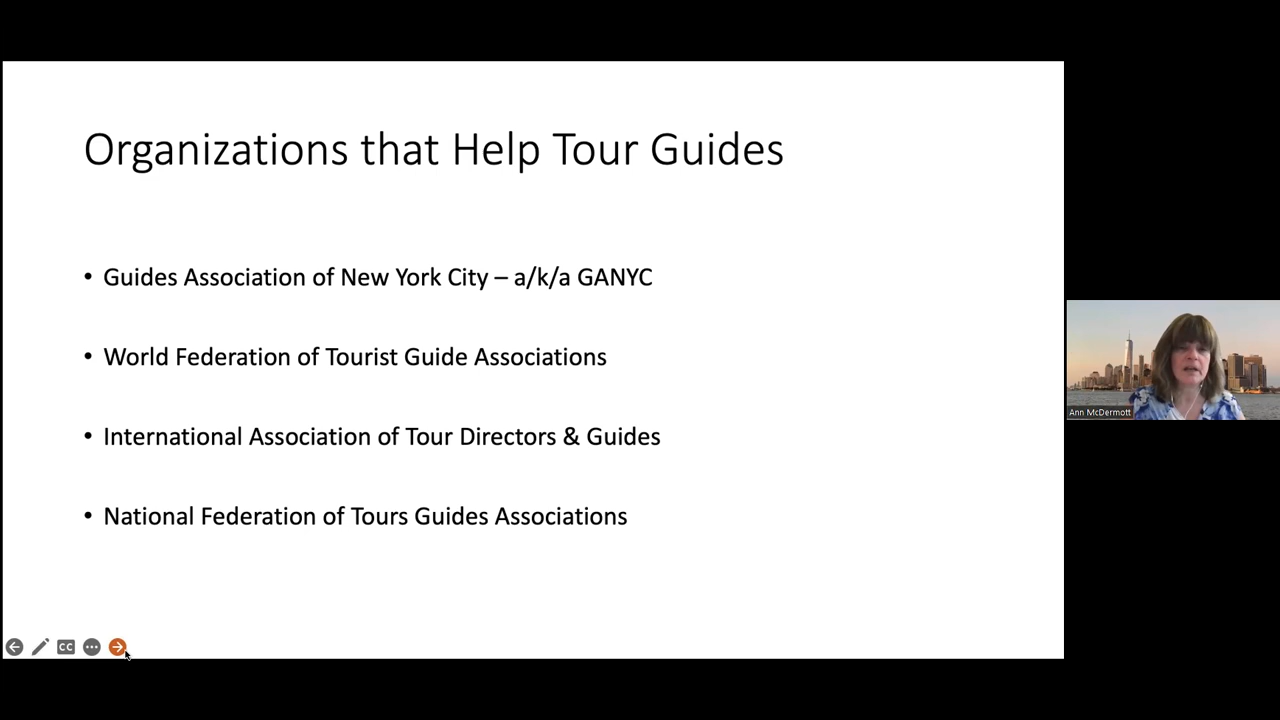 Organizations that Help Tour Guides
• Guides Association of New York City – a/k/a GANYC
• World Federation of Tourist Guide Associations
• International Association of Tour Directors & Guides
• National Federation of Tours Guides Associations
Ann McDermott
CC